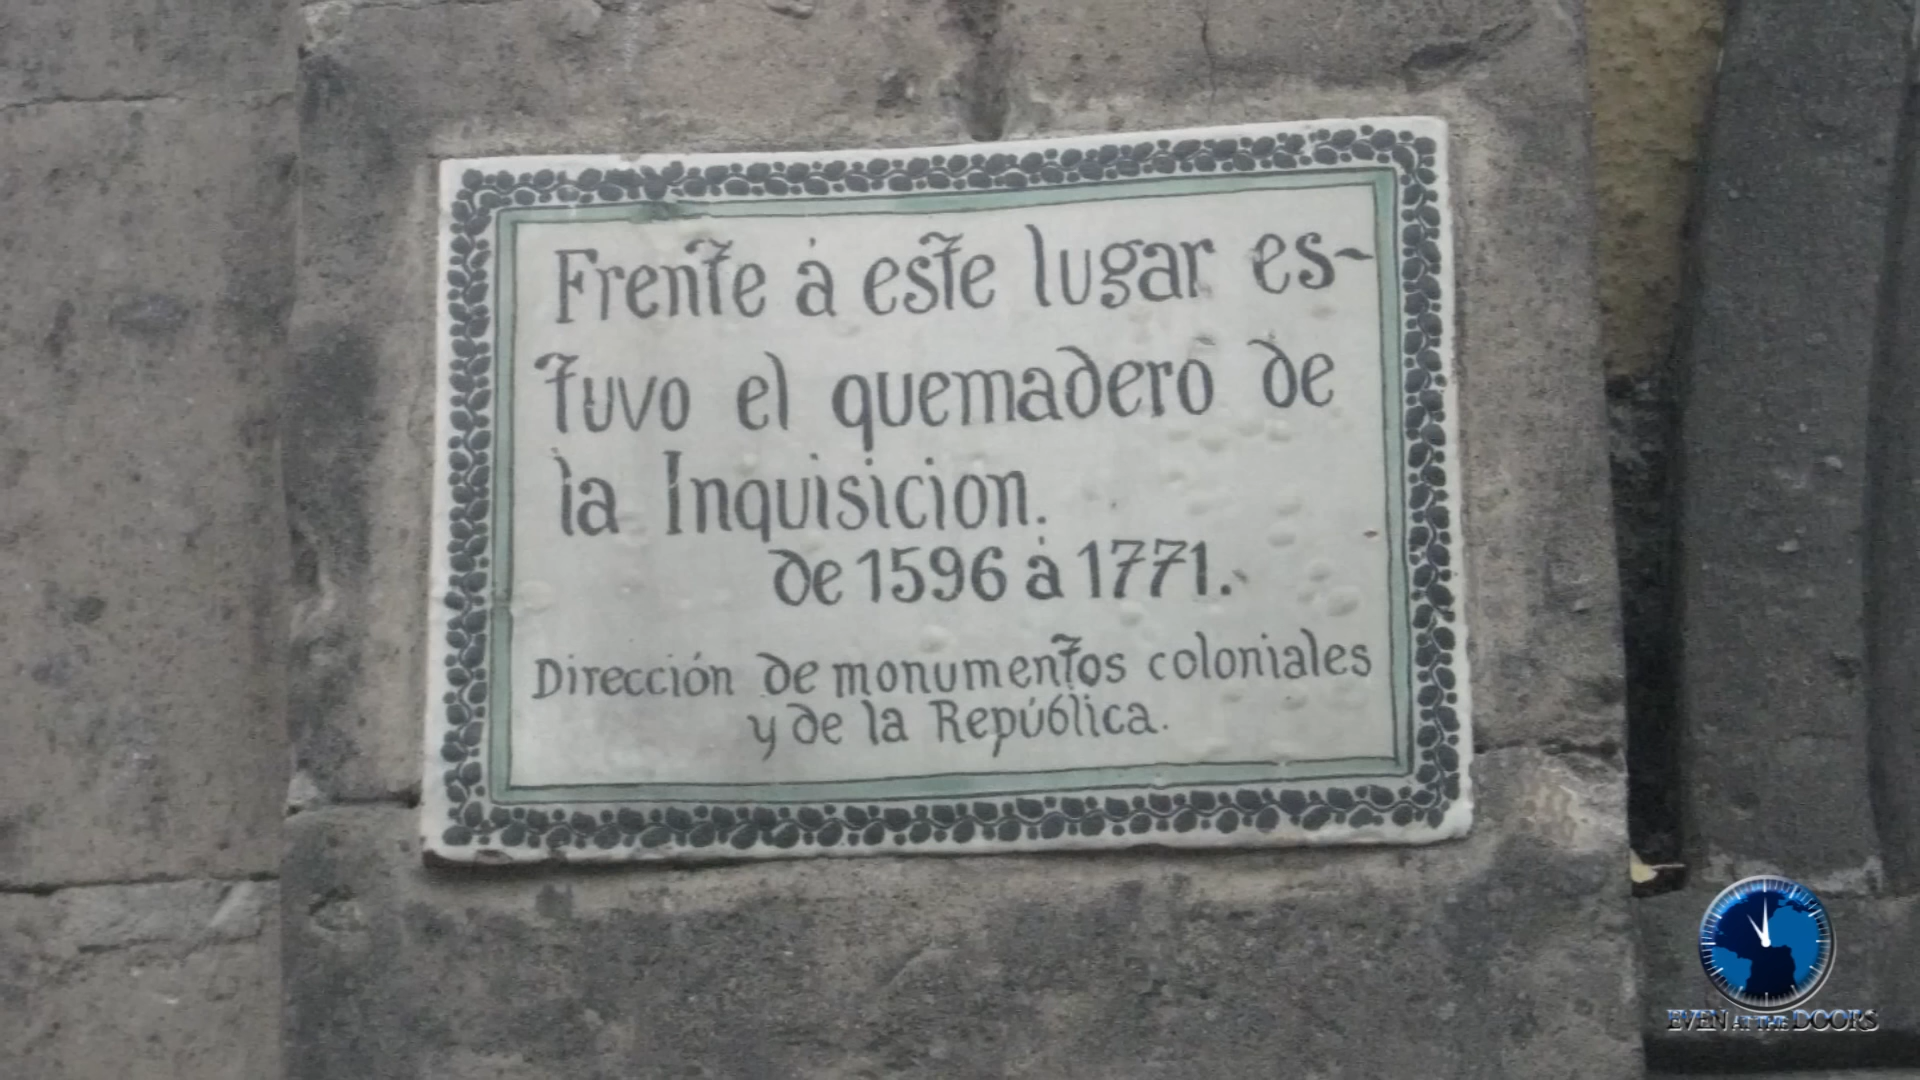 Frente á este lugar es-
tuvo el quemadero de
la Inquisicion.
de 1596 á 1771.
Dirección de monumentos coloniales
y de la República.
EVEN AT THE DOORS